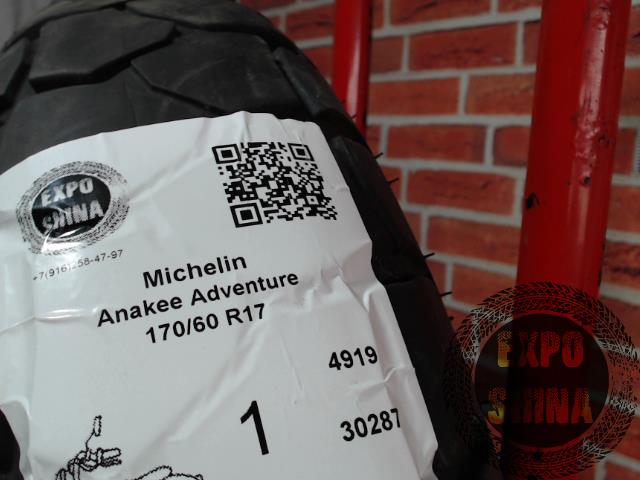 EXPO
SHINA
+7(916)258-47-97
Michelin
Anakee Adventure
170/60 R17
4919
1
30287
EXPO
SHINA